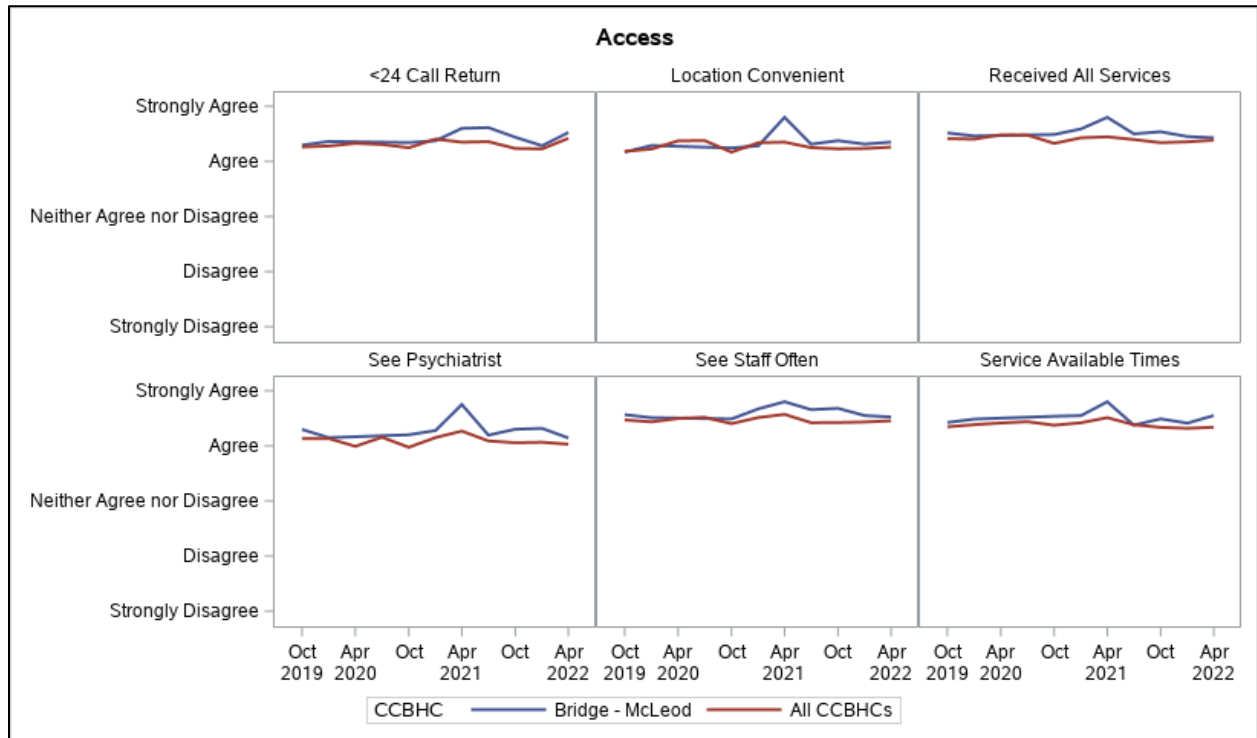 Access
<24 Call Return
Location Convenient
Received All Services
Strongly Agree
Agree
Neither Agree nor Disagree
Disagree
Strongly Disagree
See Psychiatrist
See Staff Often
Service Available Times
Strongly Agree
Agree
Neither Agree nor Disagree
Disagree
Strongly Disagree
Oct Apr Oct Apr Oct Apr
2019 2020 2021 2022
Oct Apr Oct Apr Oct Apr
2019 2020 2021 2022
Oct Apr Oct Apr Oct Apr
2019 2020 2021 2022
CCBHC Bridge - McLeod All CCBHCs